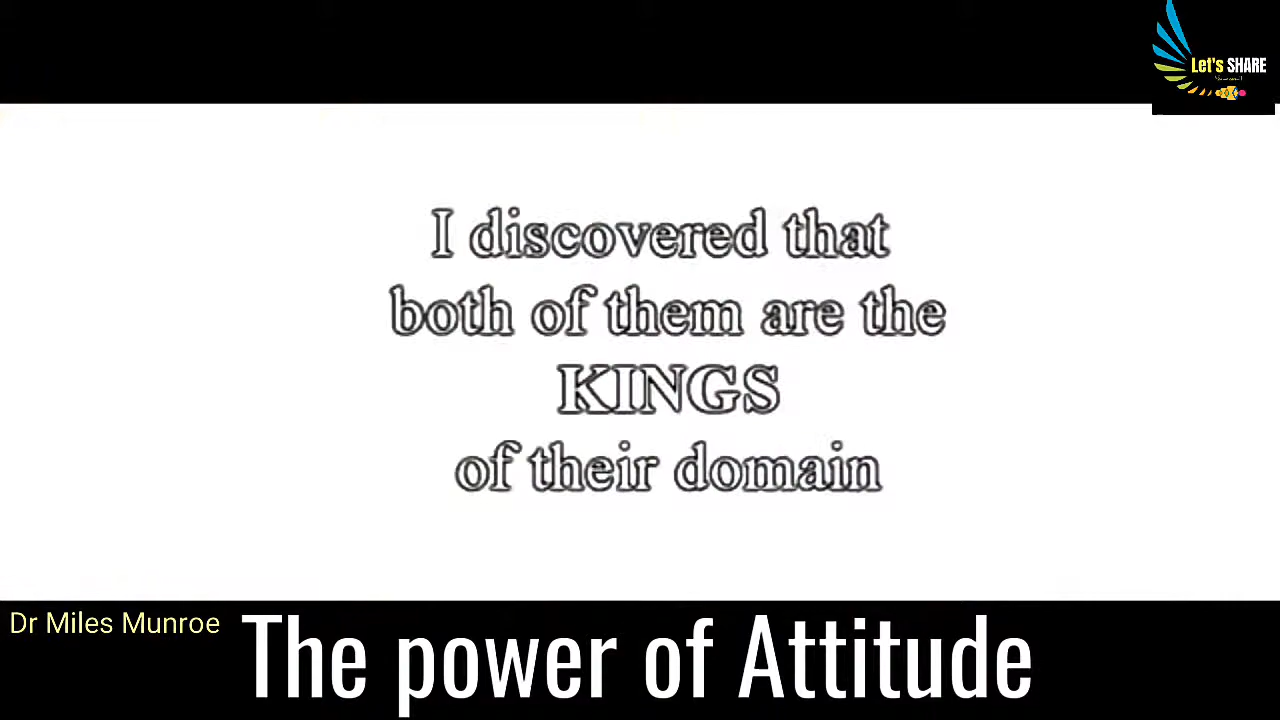 Let's SHARE
I discovered that
both of them are the
KINGS
of their domain
Dr Miles Munroe
The power of Attitude